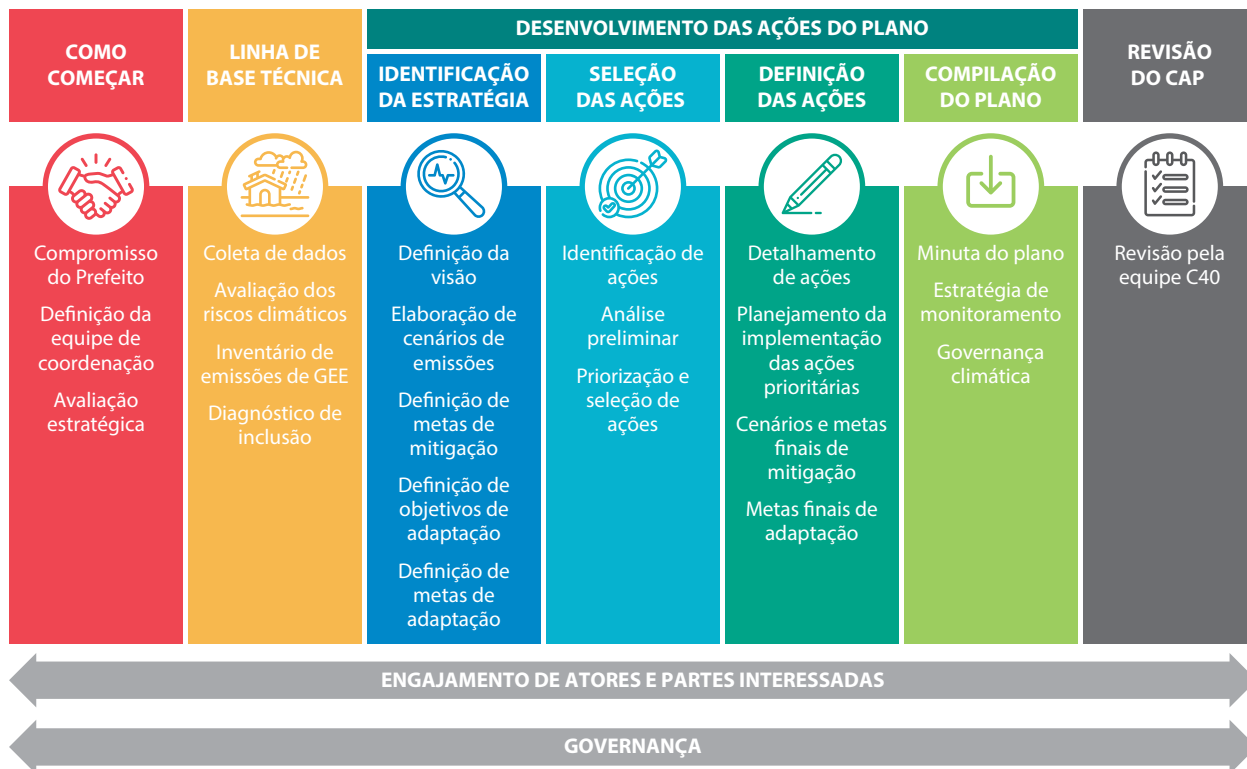 COMO
COMEÇAR
LINHA DE
BASE TÉCNICA
DESENVOLVIMENTO DAS AÇÕES DO PLANO
IDENTIFICAÇÃO
DA ESTRATÉGIA
SELEÇÃO
DAS AÇÕES
DEFINIÇÃO
DAS AÇÕES
COMPILAÇÃO
DO PLANO
REVISÃO
DO CAP
Compromisso
do Prefeito
Definição da
equipe de
coordenação
Avaliação
estratégica
Coleta de dados
Avaliação dos
riscos climáticos
Inventário de
emissões de GEE
Diagnóstico de
inclusão
Definição da
visão
Elaboração de
cenários de
emissões
Definição de
metas de
mitigação
Definição de
objetivos de
adaptação
Definição de
metas de
adaptação
Identificação de
ações
Análise
preliminar
Priorização e
seleção de
ações
Detalhamento
de ações
Planejamento da
implementação
das ações
prioritárias
Cenários e metas
finais de
mitigação
Metas finais de
adaptação
Minuta do plano
Estratégia de
monitoramento
Governança
climática
Revisão pela
equipe C40
ENGAJAMENTO DE ATORES E PARTES INTERESSADAS
GOVERNANÇA